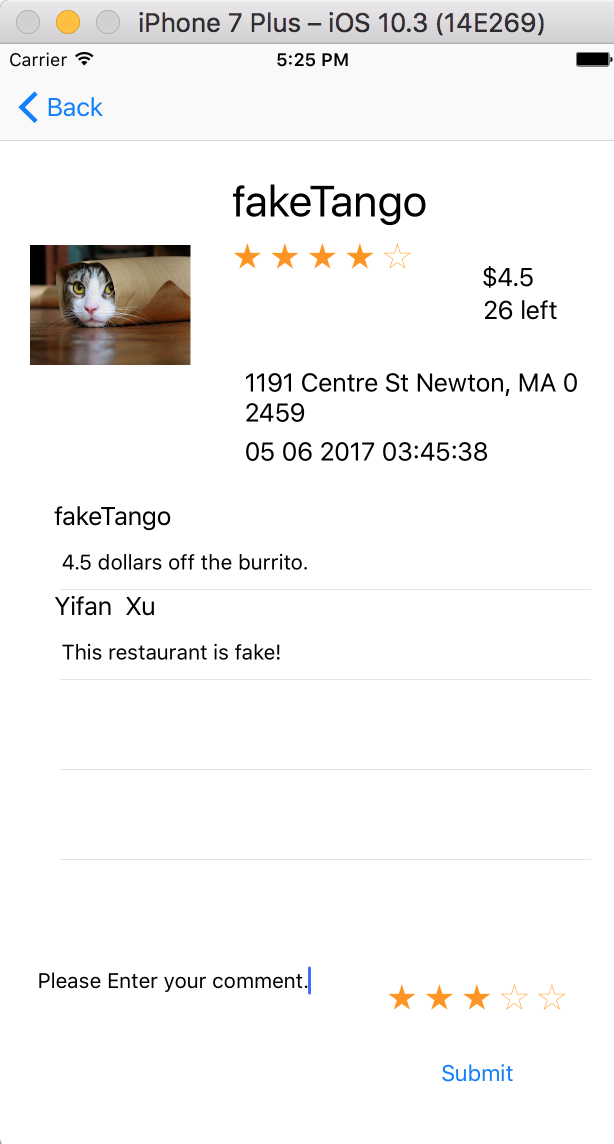 iPhone 7 Plus – iOS 10.3 (14E269)
Carrier 5:25 PM
Back
fakeTango
$4.5
26 left
1191 Centre St Newton, MA 0
2459
05 06 2017 03:45:38
fakeTango
4.5 dollars off the burrito.
Yifan  Xu
This restaurant is fake!
Please Enter your comment.
Submit